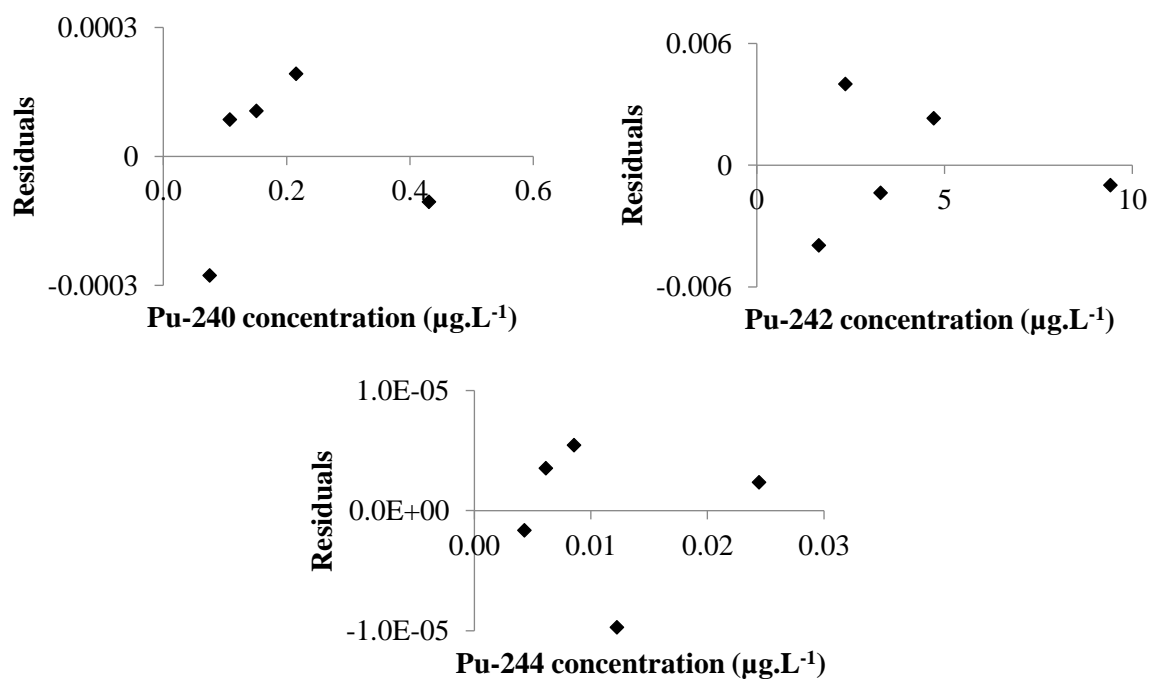 0.0003
0
-0.0003
0.0 0.2 0.4 0.6
Residuals
Pu-240 concentration (µg.L-1)
0.006
0
-0.006
0 5 10
Residuals
Pu-242 concentration (µg.L-1)
1.0E-05
0.0E+00
-1.0E-05
0.00 0.01 0.02 0.03
Residuals
Pu-244 concentration (µg.L-1)